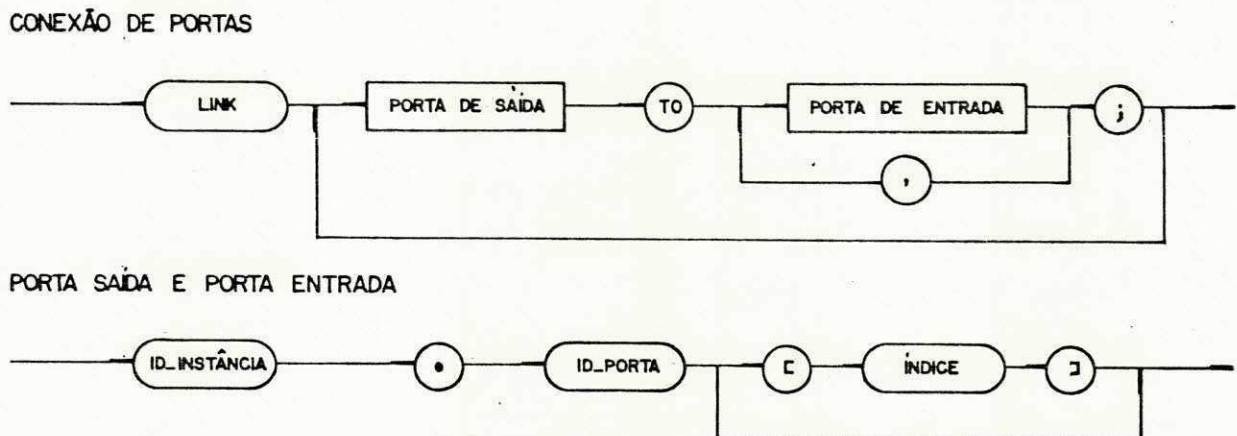 CONEXÃO DE PORTAS
LINK PORTA DE SAÍDA TO PORTA DE ENTRADA ;
,
PORTA SAÍDA E PORTA ENTRADA
ID_INSTÂNCIA . ID_PORTA [ ÍNDICE ]